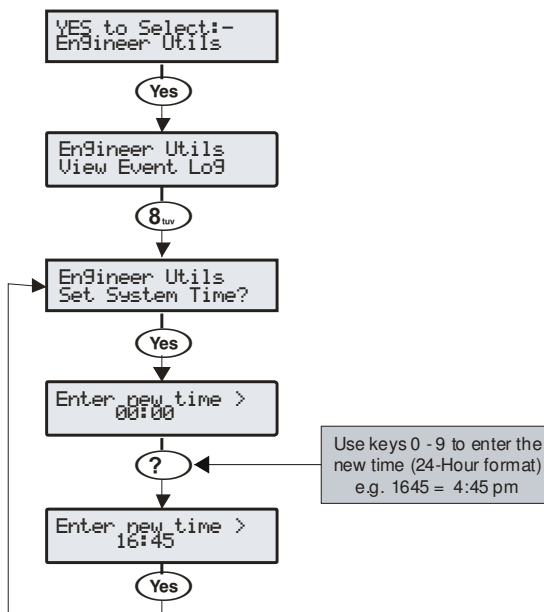 YES to Select:-
Engineer Utils
Yes
Engineer Utils
View Event Log
8tuv
Engineer Utils
Set System Time?
Yes
Enter new time >
00:00
?
Use keys 0 - 9 to enter the
new time (24-Hour format)
e.g. 1645 = 4:45 pm
Enter new time >
16:45
Yes